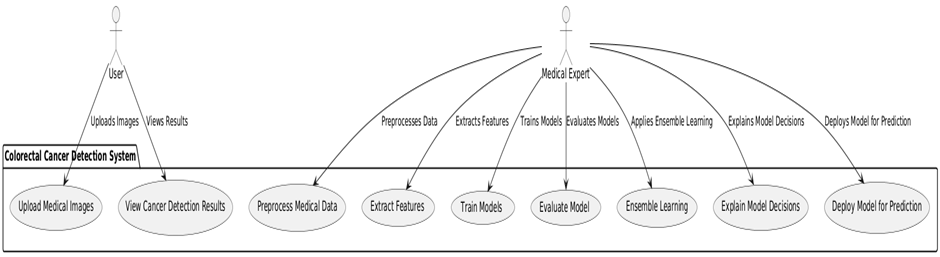 User
Medical Expert
Uploads Images
Views Results
Preprocesses Data
Extracts Features
Trains Models
Evaluates Models
Applies Ensemble Learning
Explains Model Decisions
Deploys Model for Prediction
Colorectal Cancer Detection System
Upload Medical Images
View Cancer Detection Results
Preprocess Medical Data
Extract Features
Train Models
Evaluate Model
Ensemble Learning
Explain Model Decisions
Deploy Model for Prediction